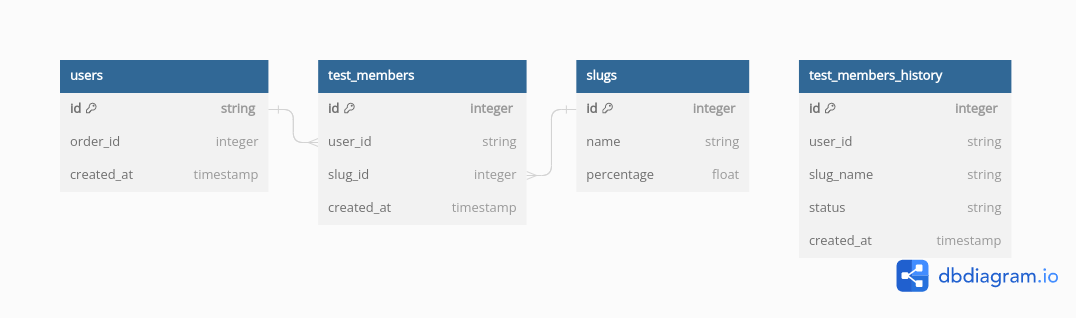 users
id string
order_id integer
created_at timestamp
test_members
id integer
user_id string
slug_id integer
created_at timestamp
slugs
id integer
name string
percentage float
test_members_history
id integer
user_id string
slug_name string
status string
created_at timestamp
dbdiagram.io